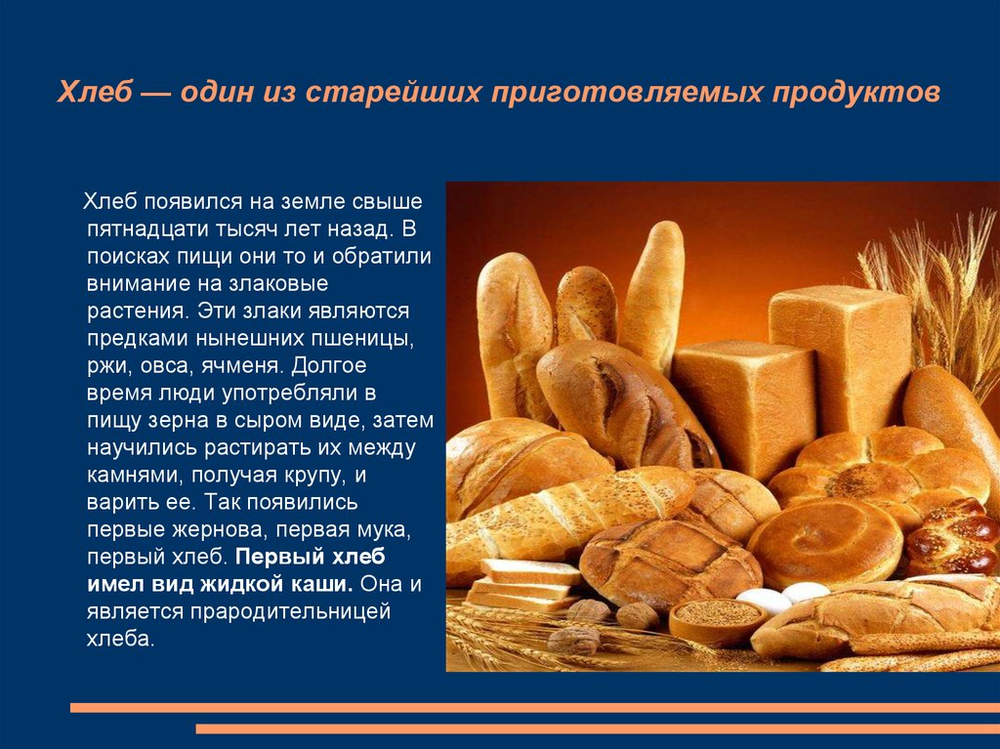 Хлеб — один из старейших приготовляемых продуктов
Хлеб появился на земле свыше
пятнадцати тысяч лет назад. В
поисках пищи они то и обратили
внимание на злаковые
растения. Эти злаки являются
предками нынешних пшеницы,
ржи, овса, ячменя. Долгое
время люди употребляли в
пищу зерна в сыром виде, затем
научились растирать их между
камнями, получая крупу, и
варить ее. Так появились
первые жернова, первая мука,
первый хлеб. Первый хлеб
имел вид жидкой каши. Она и
является прародительницей
хлеба.